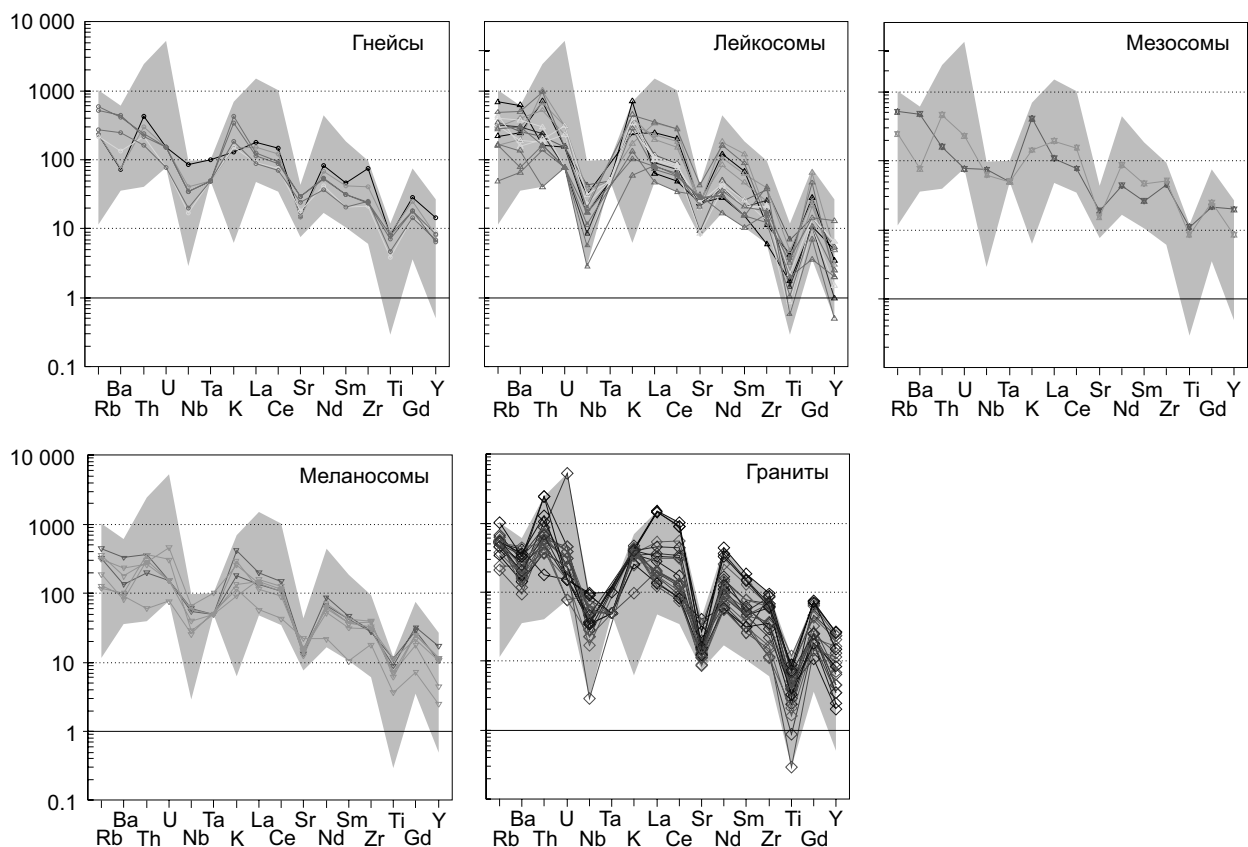 10 000
1000
100
10
1
0.1
Гнейсы
Ba U Ta La Sr Sm Ti Y
Rb Th Nb K Ce Nd Zr Gd
Лейкосомы
Ba U Ta La Sr Sm Ti Y
Rb Th Nb K Ce Nd Zr Gd
Мезосомы
Ba U Ta La Sr Sm Ti Y
Rb Th Nb K Ce Nd Zr Gd
10 000
1000
100
10
1
0.1
Меланосомы
Ba U Ta La Sr Sm Ti Y
Rb Th Nb K Ce Nd Zr Gd
Граниты
Ba U Ta La Sr Sm Ti Y
Rb Th Nb K Ce Nd Zr Gd